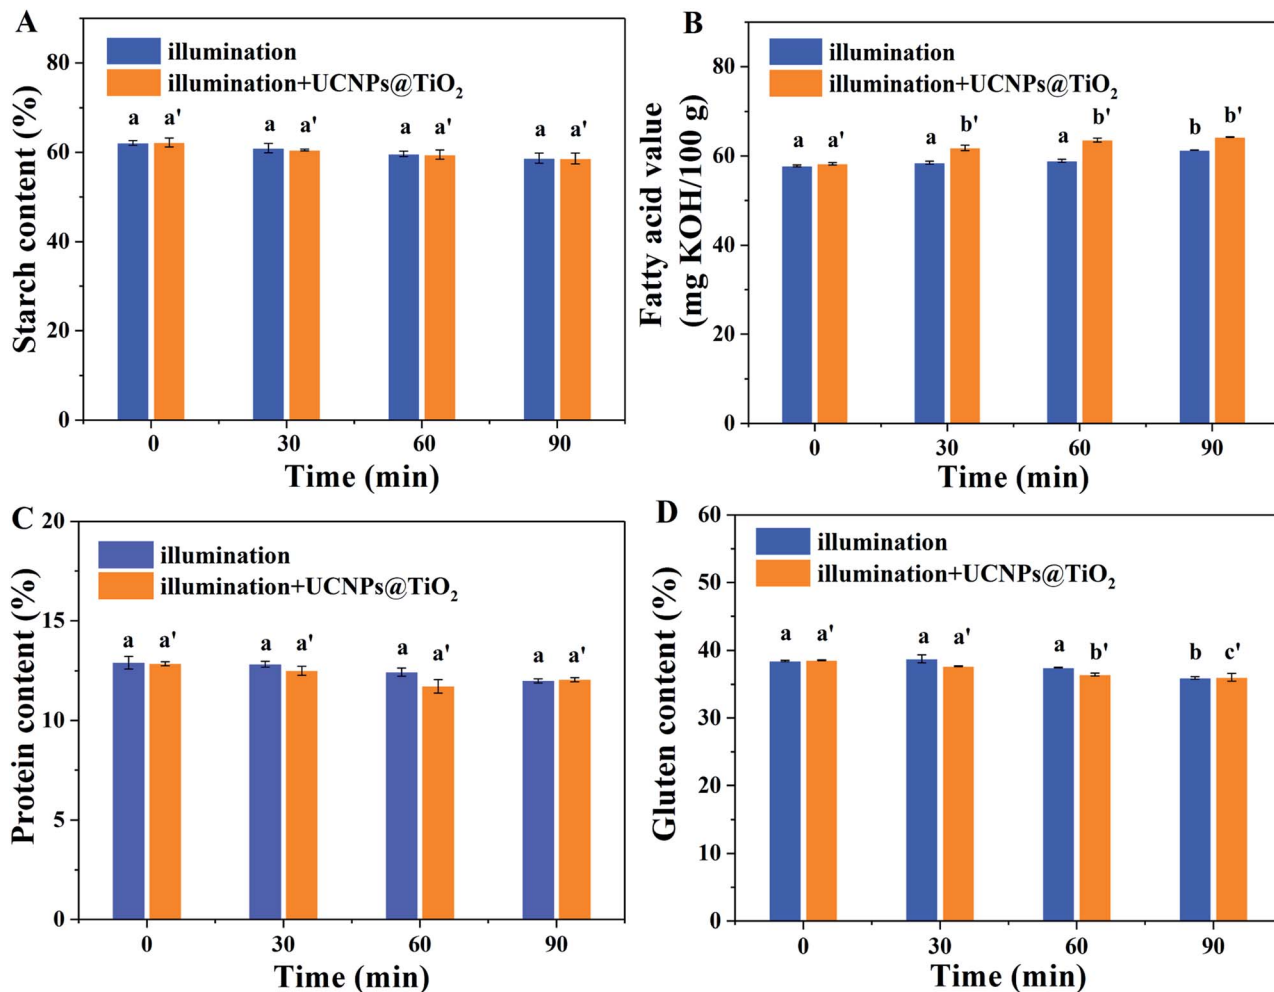 A
illumination
illumination+UCNPs@TiO₂
Starch content (%)
80
60
40
20
0
a a' a a' a a' a a'
0 30 60 90
Time (min)
B
illumination
illumination+UCNPs@TiO₂
Fatty acid value
(mg KOH/100 g)
80
60
40
20
0
a a' a b' a b' b b'
0 30 60 90
Time (min)
C
illumination
illumination+UCNPs@TiO₂
Protein content (%)
20
15
10
5
0
a a' a a' a a' a a'
0 30 60 90
Time (min)
D
illumination
illumination+UCNPs@TiO₂
Gluten content (%)
60
50
40
30
20
10
0
a a' a a' a b' b c'
0 30 60 90
Time (min)